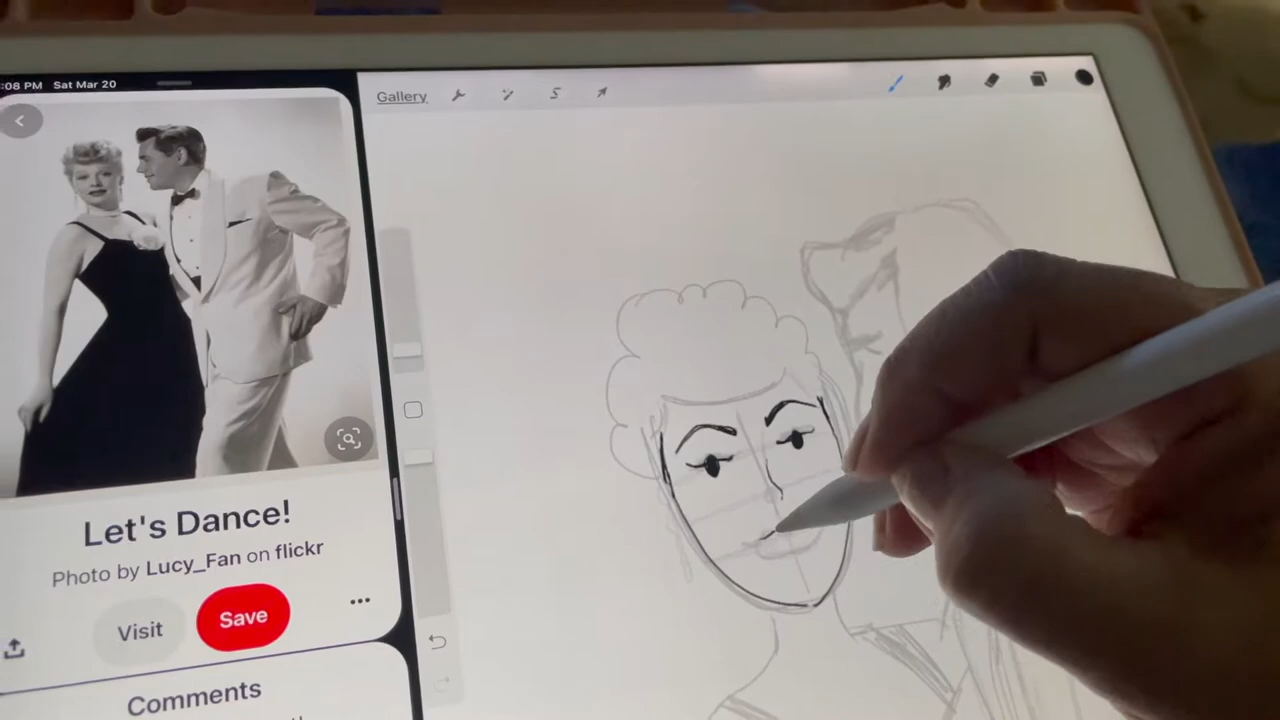 :08 PM Sat Mar 20
Gallery
Let's Dance!
Photo by Lucy_Fan on flickr
Visit
Save
Comments